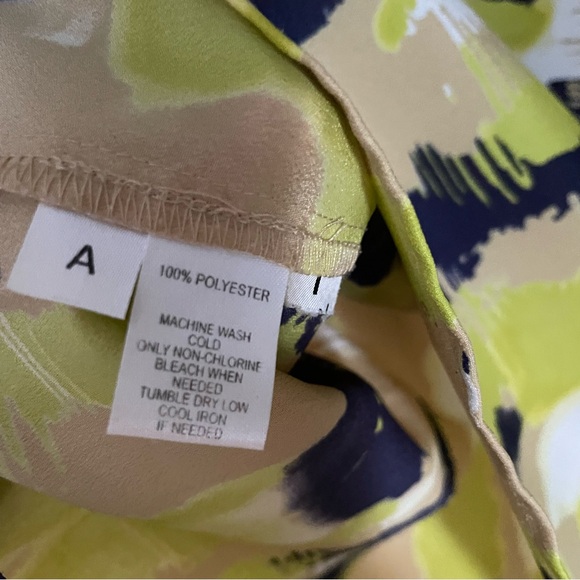 A
100% POLYESTER
MACHINE WASH
COLD
ONLY NON-CHLORINE
BLEACH WHEN
NEEDED
TUMBLE DRY LOW
COOL IRON
IF NEEDED